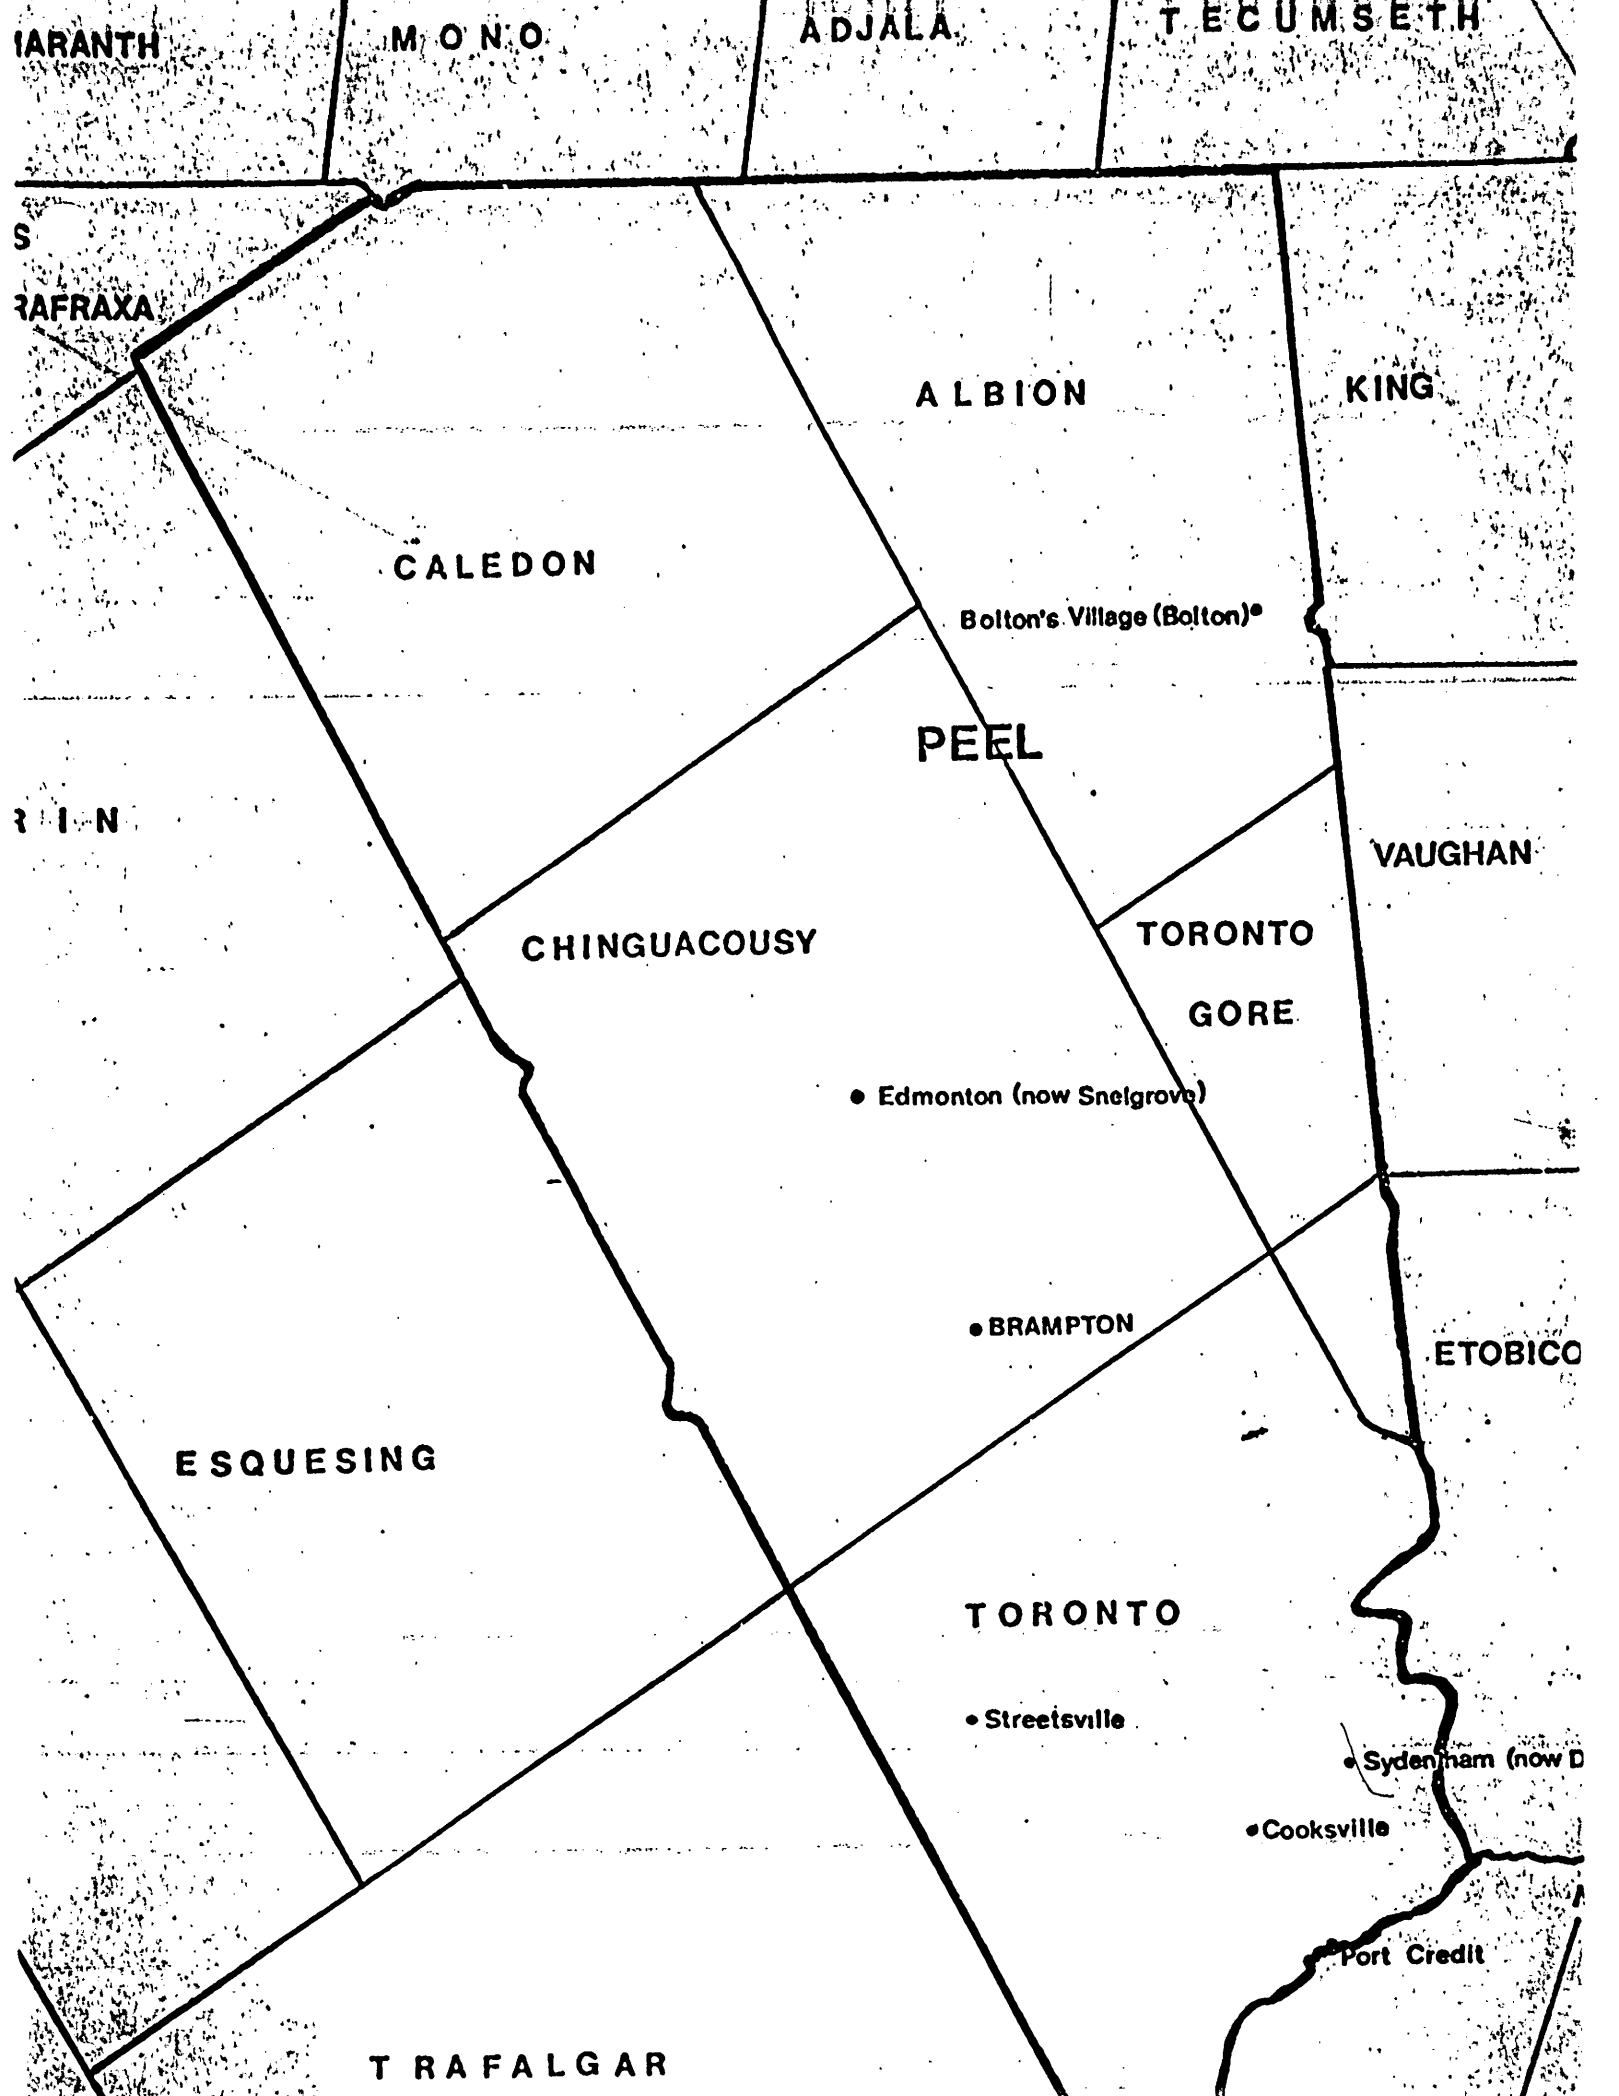 MONO
ADJALA
TECUMSETH
ALBION
KING
CALEDON
Bolton's Village (Bolton)
PEEL
VAUGHAN
CHINGUACOUSY
TORONTO
GORE
Edmonton (now Snelgrove)
BRAMPTON
ESQUESING
TORONTO
Streetsville
Sydenham (now D
Cooksville
Port Credit
TRAFALGAR